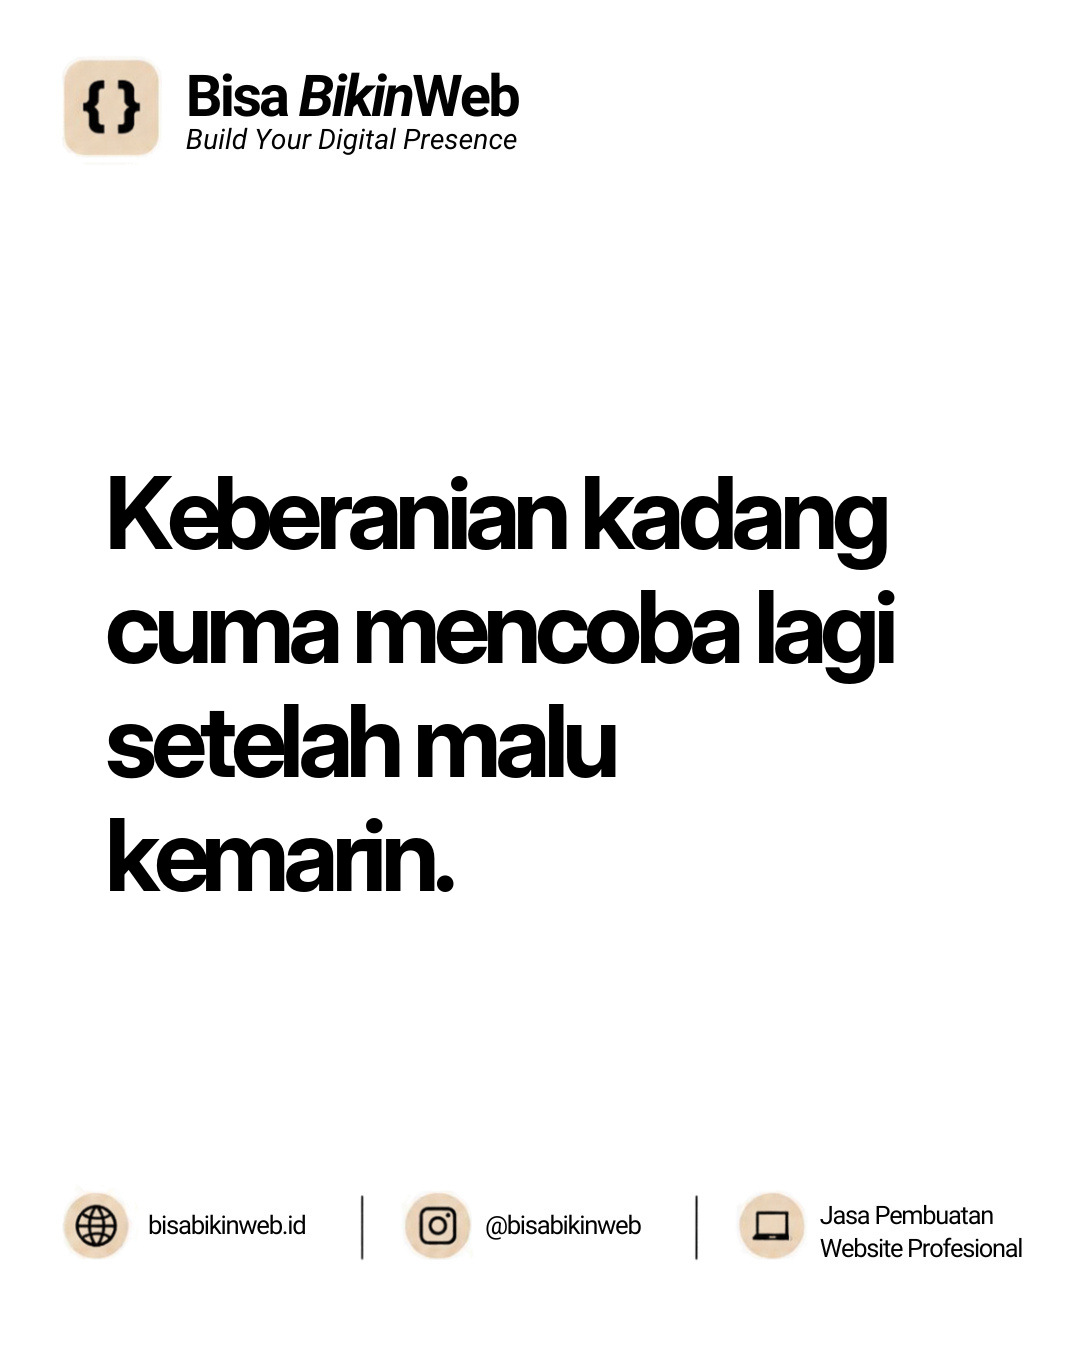 { }
Bisa BikinWeb
Build Your Digital Presence
Keberanian kadang
cuma mencoba lagi
setelah malu
kemarin.
bisabikinweb.id
@bisabikinweb
Jasa Pembuatan
Website Profesional